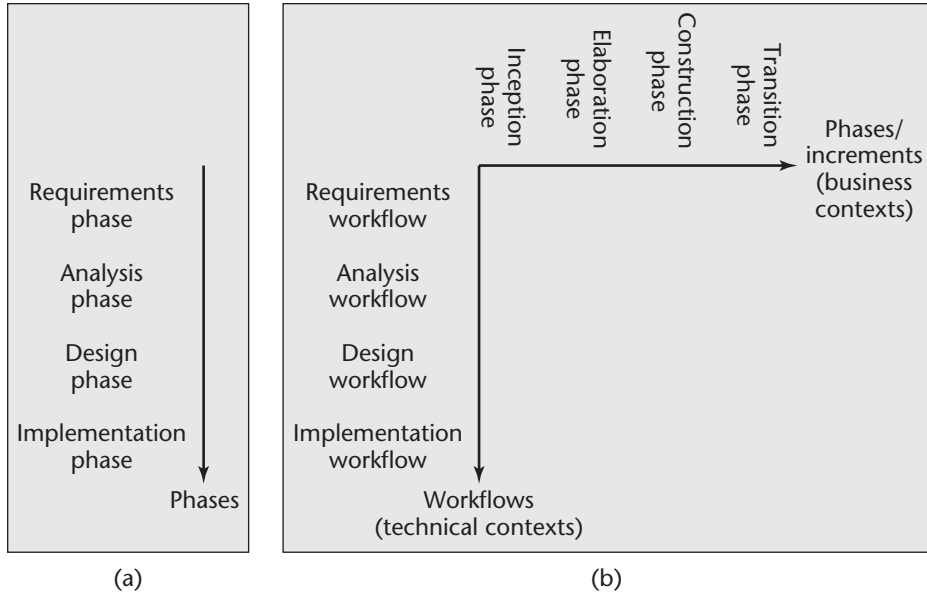 Requirements
phase
Analysis
phase
Design
phase
Implementation
phase
Phases
(a)
Inception
phase
Elaboration
phase
Construction
phase
Transition
phase
Phases/
increments
(business
contexts)
Requirements
workflow
Analysis
workflow
Design
workflow
Implementation
workflow
Workflows
(technical contexts)
(b)